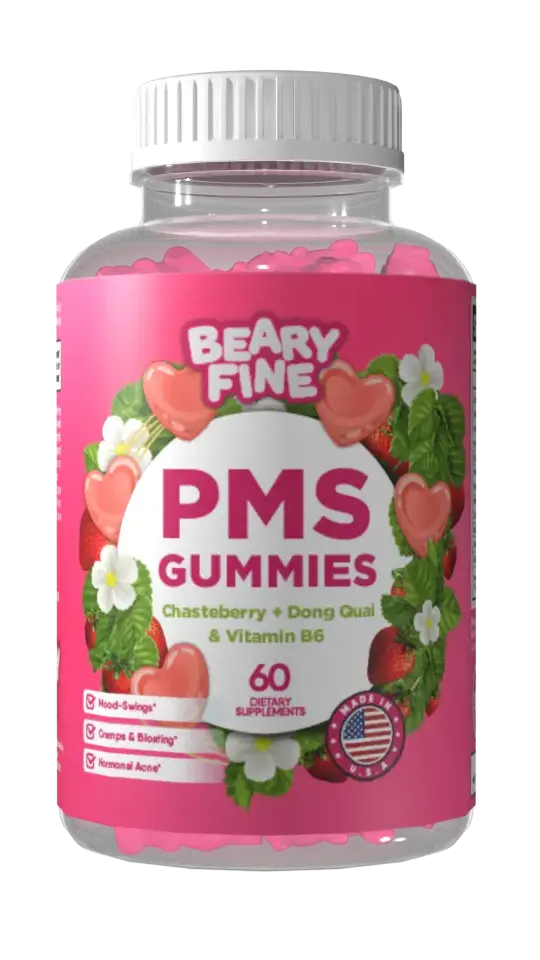 BEARY
FINE
PMS
GUMMIES
Chasteberry + Dong Quai
& Vitamin B6
60
DIETARY
SUPPLEMENTS
Mood-Swings*
Cramps & Bloating*
Hormonal Acne*
MADE IN
U.S.A